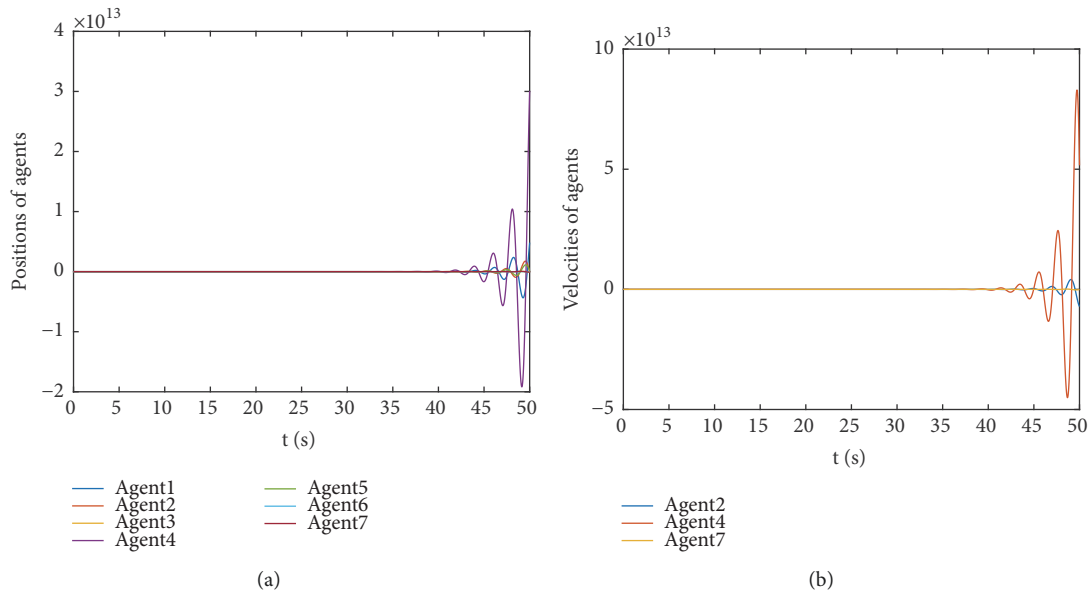 ×10^13
4
3
2
1
0
−1
−2
Positions of agents
0 5 10 15 20 25 30 35 40 45 50
t (s)
Agent1
Agent2
Agent3
Agent4
Agent5
Agent6
Agent7
(a)
×10^13
10
5
0
−5
Velocities of agents
0 5 10 15 20 25 30 35 40 45 50
t (s)
Agent2
Agent4
Agent7
(b)